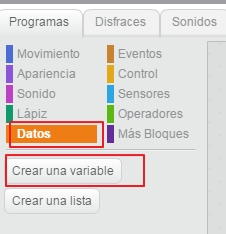 Programas Disfraces Sonidos
Movimiento Eventos
Apariencia Control
Sonido Sensores
Lápiz Operadores
Datos Más Bloques
Crear una variable
Crear una lista